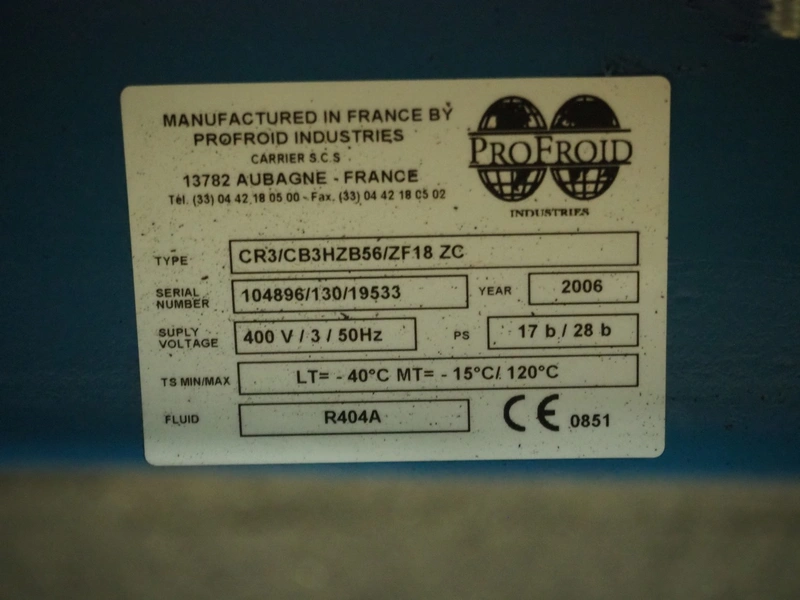 MANUFACTURED IN FRANCE BY
PROFROID INDUSTRIES
CARRIER S.C.S
13782 AUBAGNE - FRANCE
Tél. (33) 04 42 18 05 00 - Fax. (33) 04 42 18 05 02
PROFROID
INDUSTRIES
TYPE CR3/CB3HZB56/ZF18 ZC
SERIAL NUMBER 104896/130/19533 YEAR 2006
SUPLY VOLTAGE 400 V / 3 / 50Hz PS 17 b / 28 b
TS MIN/MAX LT= - 40°C MT= - 15°C/ 120°C
FLUID R404A CE 0851